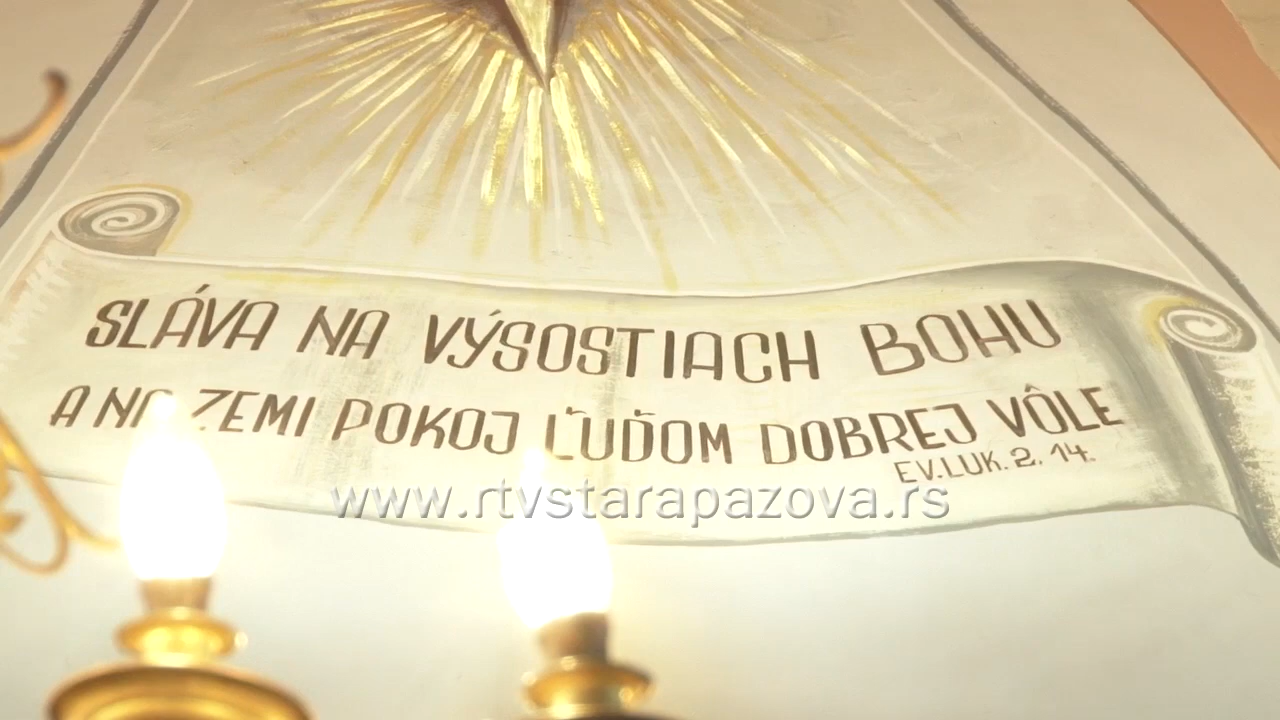 SLÁVA NA VÝSOSTIACH BOHU
A NA ZEMI POKOJ ĽUĎOM DOBREJ VÔLE
EV.LUK. 2. 14.
www.rtvstarapazova.rs